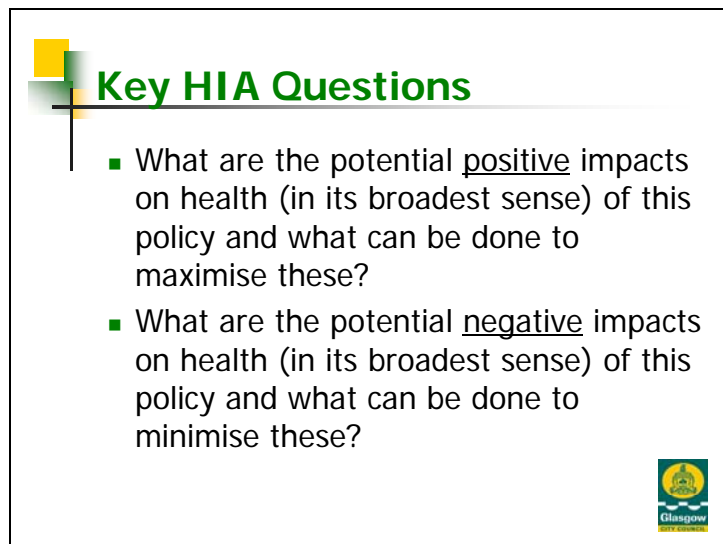 Key HIA Questions
What are the potential positive impacts
on health (in its broadest sense) of this
policy and what can be done to
maximise these?
What are the potential negative impacts
on health (in its broadest sense) of this
policy and what can be done to
minimise these?
Glasgow
CITY COUNCIL